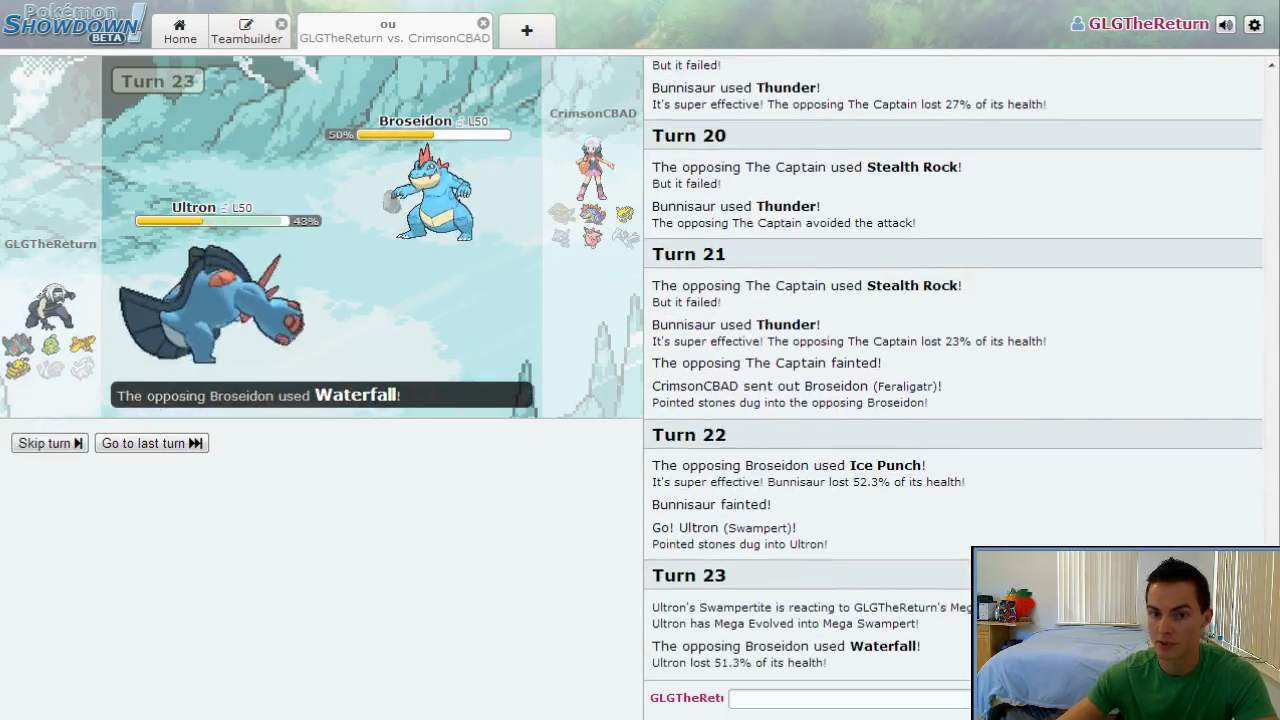 Pokémon
Showdown!
BETA
Home
Teambuilder
ou
GLGTheReturn vs. CrimsonCBAD
+
GLGTheReturn
Turn 23
Broseidon ♂ L50
50%
CrimsonCBAD
Ultron ♂ L50
43%
GLGTheReturn
The opposing Broseidon used Waterfall!
Skip turn
Go to last turn
But it failed!
Bunnisaur used Thunder!
It's super effective! The opposing The Captain lost 27% of its health!
Turn 20
The opposing The Captain used Stealth Rock!
But it failed!
Bunnisaur used Thunder!
The opposing The Captain avoided the attack!
Turn 21
The opposing The Captain used Stealth Rock!
But it failed!
Bunnisaur used Thunder!
It's super effective! The opposing The Captain lost 23% of its health!
The opposing The Captain fainted!
CrimsonCBAD sent out Broseidon (Feraligatr)!
Pointed stones dug into the opposing Broseidon!
Turn 22
The opposing Broseidon used Ice Punch!
It's super effective! Bunnisaur lost 52.3% of its health!
Bunnisaur fainted!
Go! Ultron (Swampert)!
Pointed stones dug into Ultron!
Turn 23
Ultron's Swampertite is reacting to GLGTheReturn's Meg
Ultron has Mega Evolved into Mega Swampert!
The opposing Broseidon used Waterfall!
Ultron lost 51.3% of its health!
GLGTheRetu